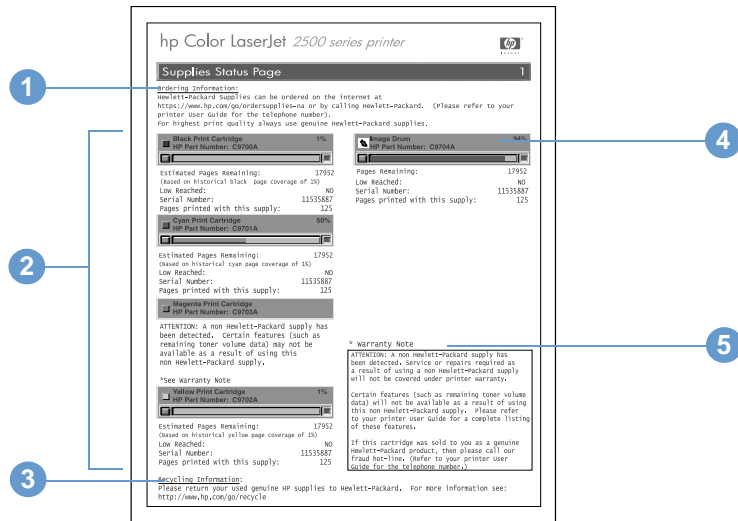 hp Color LaserJet 2500 series printer
hp
invent
Supplies Status Page 1
1
Ordering Information:
Hewlett-Packard Supplies can be ordered on the internet at
https://www.hp.com/go/ordersupplies-na or by calling Hewlett-Packard. (Please refer to your
printer User Guide for the telephone number).
For highest print quality always use genuine Hewlett-Packard supplies.
2
Black Print Cartridge 1%
HP Part Number: C9700A
Estimated Pages Remaining: 17952
(Based on historical black page coverage of 1%)
Low Reached: NO
Serial Number: 11535887
Pages printed with this supply: 125
Cyan Print Cartridge 50%
HP Part Number: C9701A
Estimated Pages Remaining: 17952
(Based on historical cyan page coverage of 1%)
Low Reached: NO
Serial Number: 11535887
Pages printed with this supply: 125
Magenta Print Cartridge
HP Part Number: C9703A
ATTENTION: A non Hewlett-Packard supply has
been detected. Certain features (such as
remaining toner volume data) may not be
available as a result of using this
non Hewlett-Packard supply.
*See Warranty Note
Yellow Print Cartridge 1%
HP Part Number: C9702A
Estimated Pages Remaining: 17952
(Based on historical yellow page coverage of 1%)
Low Reached: NO
Serial Number: 11535887
Pages printed with this supply: 125
4
Image Drum 94%
HP Part Number: C9704A
Pages Remaining: 17952
Low Reached: NO
Serial Number: 11535887
Pages printed with this supply: 125
5
* Warranty Note
ATTENTION: A non Hewlett-Packard supply has
been detected. Service or repairs required as
a result of using a non Hewlett-Packard supply
will not be covered under printer warranty.
Certain features (such as remaining toner volume
data) will not be available as a result of using
this non Hewlett-Packard supply. Please refer
to your printer User Guide for a complete listing
of these features.
If this cartridge was sold to you as a genuine
Hewlett-Packard product, then please call our
fraud hot-line. (Refer to your printer User
Guide for the telephone number.)
3
Recycling Information:
Please return your used genuine HP supplies to Hewlett-Packard. For more information see:
http://www.hp.com/go/recycle